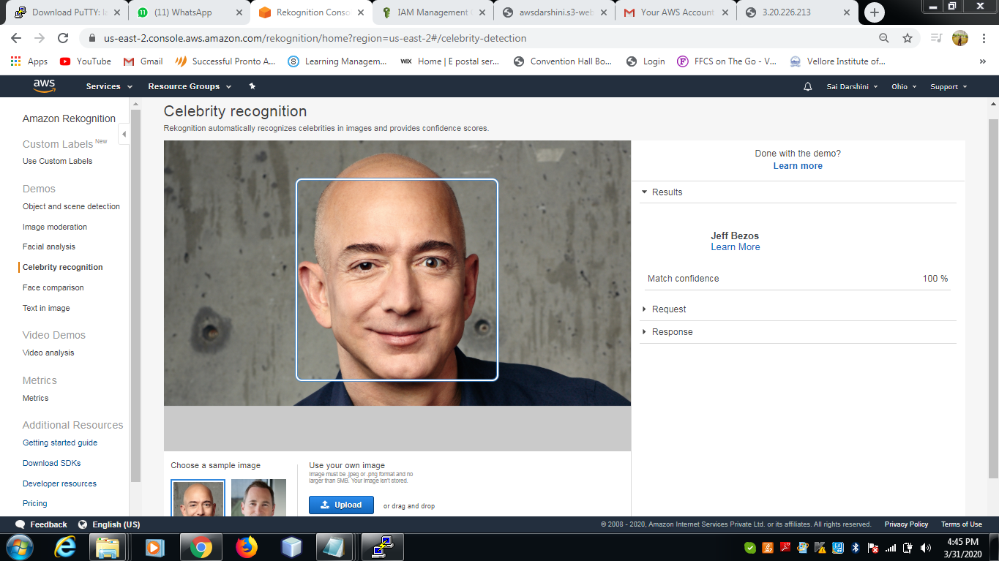 Download PuTTY: la
(11) WhatsApp
Rekognition Conso
IAM Management
awsdarshini.s3-web
Your AWS Account
3.20.226.213
us-east-2.console.aws.amazon.com/rekognition/home?region=us-east-2#/celebrity-detection
Apps YouTube Gmail Successful Pronto A... Learning Managem... WIX Home | E postal ser... Convention Hall Bo... Login FFCS on The Go - V... Vellore Institute of... »
aws Services Resource Groups Sai Darshini Ohio Support
Amazon Rekognition
Custom Labels New
Use Custom Labels
Demos
Object and scene detection
Image moderation
Facial analysis
Celebrity recognition
Face comparison
Text in image
Video Demos
Video analysis
Metrics
Metrics
Additional Resources
Getting started guide
Download SDKs
Developer resources
Pricing
Celebrity recognition
Rekognition automatically recognizes celebrities in images and provides confidence scores.
Choose a sample image
Use your own image
Image must be .jpeg or .png format and no
larger than 5MB. Your image isn't stored.
Upload or drag and drop
Done with the demo?
Learn more
Results
Jeff Bezos
Learn More
Match confidence 100 %
Request
Response
Feedback English (US) © 2008 - 2020, Amazon Internet Services Private Ltd. or its affiliates. All rights reserved. Privacy Policy Terms of Use
4:45 PM
3/31/2020